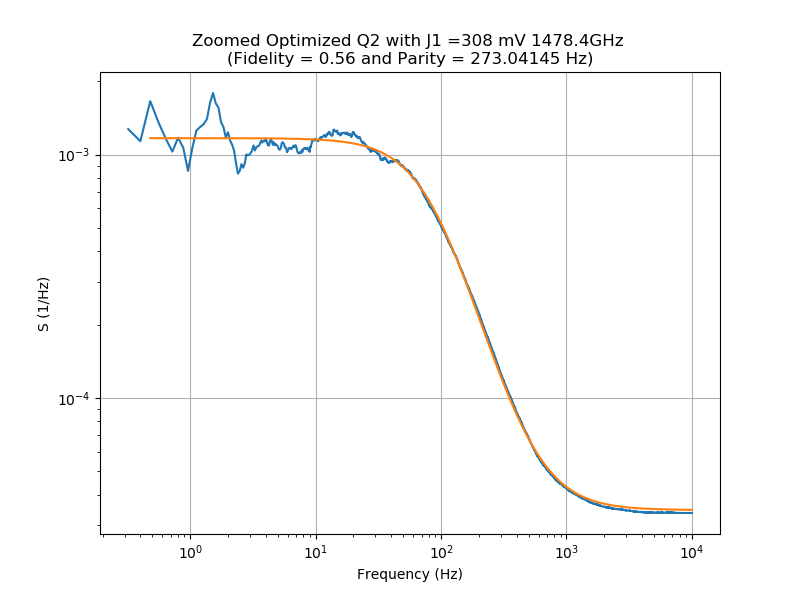 Zoomed Optimized Q2 with J1 =308 mV 1478.4GHz
(Fidelity = 0.56 and Parity = 273.04145 Hz)
S (1/Hz)
10⁻³
10⁻⁴
10⁰ 10¹ 10² 10³ 10⁴
Frequency (Hz)